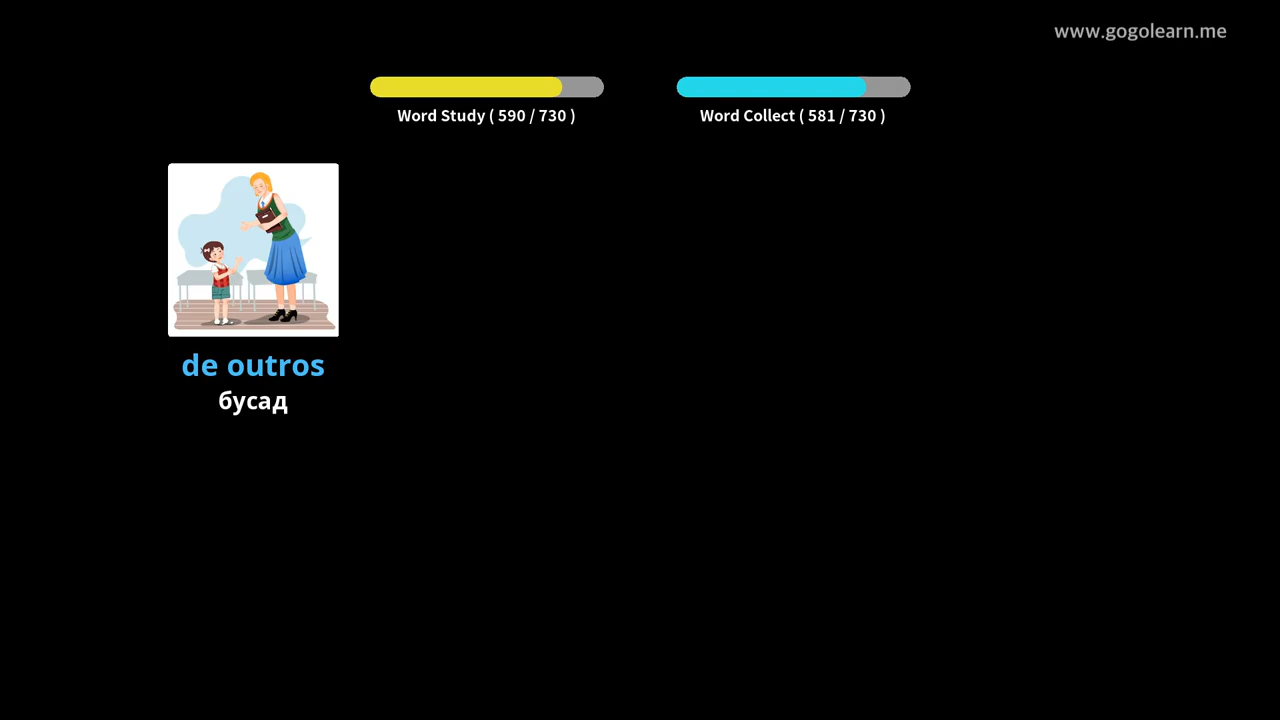 www.gogolearn.me
Word Study ( 590 / 730 )
Word Collect ( 581 / 730 )
de outros
бусад